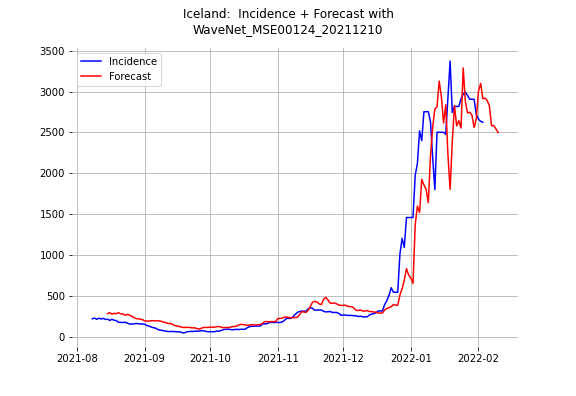 Iceland:  Incidence + Forecast with
WaveNet_MSE00124_20211210
Incidence
Forecast
3500
3000
2500
2000
1500
1000
500
0
2021-08 2021-09 2021-10 2021-11 2021-12 2022-01 2022-02